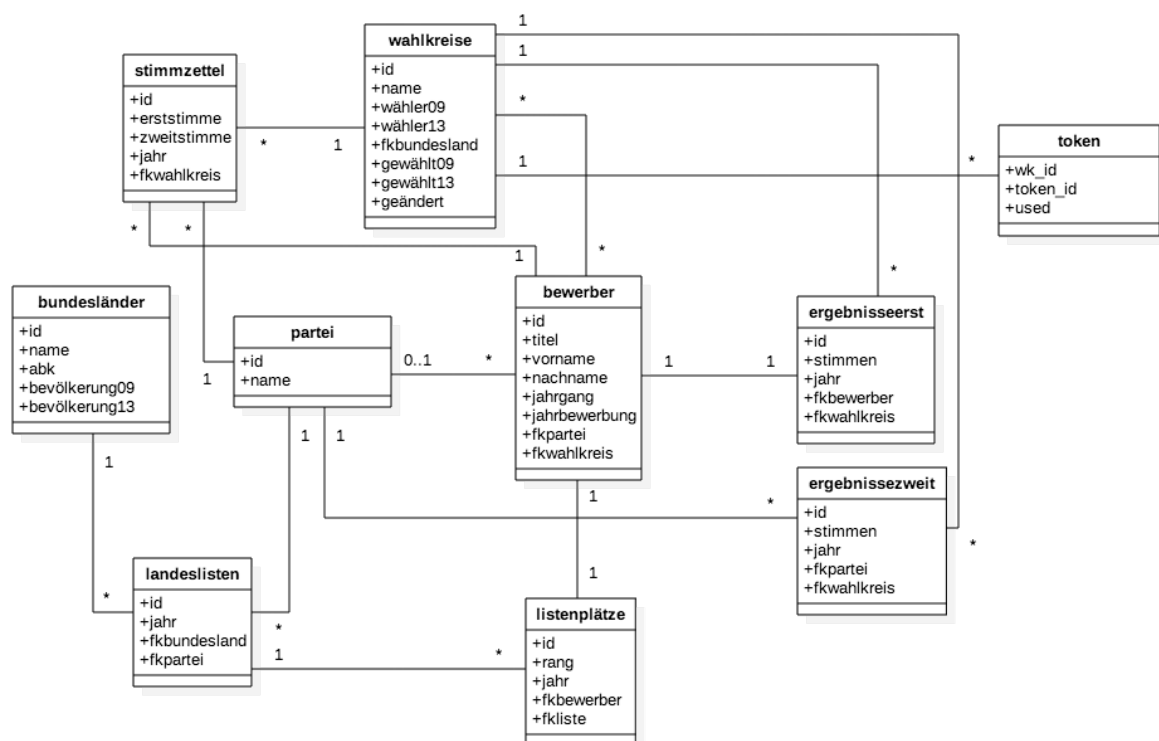 wahlkreise
+id
+name
+wähler09
+wähler13
+fkbundesland
+gewählt09
+gewählt13
+geändert
stimmzettel
+id
+erststimme
+zweitstimme
+jahr
+fkwahlkreis
token
+wk_id
+token_id
+used
1
1
*
1
*
*
1
*
*
*
1
*
bundesländer
+id
+name
+abk
+bevölkerung09
+bevölkerung13
partei
+id
+name
bewerber
+id
+titel
+vorname
+nachname
+jahrgang
+jahrbewerbung
+fkpartei
+fkwahlkreis
ergebnisseerst
+id
+stimmen
+jahr
+fkbewerber
+fkwahlkreis
1
0..1
*
1
1
1
1
1
1
*
*
ergebnissezweit
+id
+stimmen
+jahr
+fkpartei
+fkwahlkreis
landeslisten
+id
+jahr
+fkbundesland
+fkpartei
*
*
1
*
1
listenplätze
+id
+rang
+jahr
+fkbewerber
+fkliste